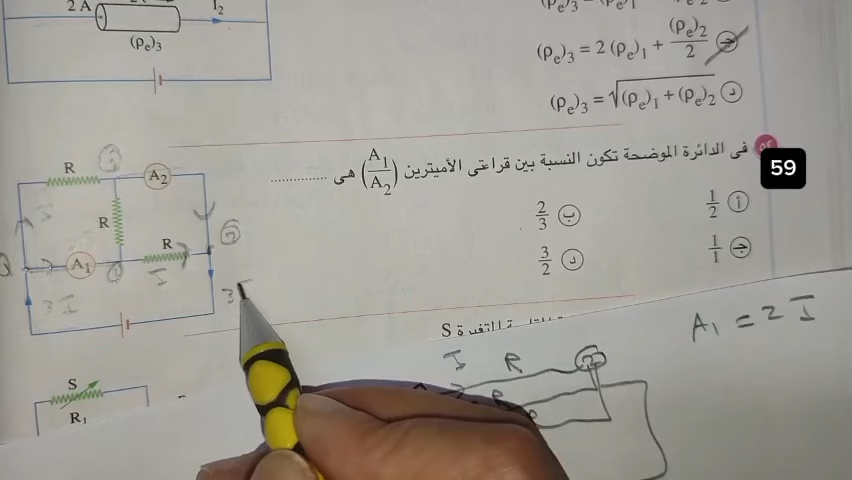 2 A
I₂
(ρₑ)₃
(ρₑ)₃ = 2 (ρₑ)₁ + (ρₑ)₂/2 ج
(ρₑ)₃ = √((ρₑ)₁ + (ρₑ)₂) د
59
فى الدائرة الموضحة تكون النسبة بين قراءتى الأميترين (A₁/A₂) هى ...............
أ 1/2
ب 2/3
ج 1/1
د 3/2
R
A₂
R
R
A₁
I
3I
3I
A₁ = 2 I
I R
S
S
R₁